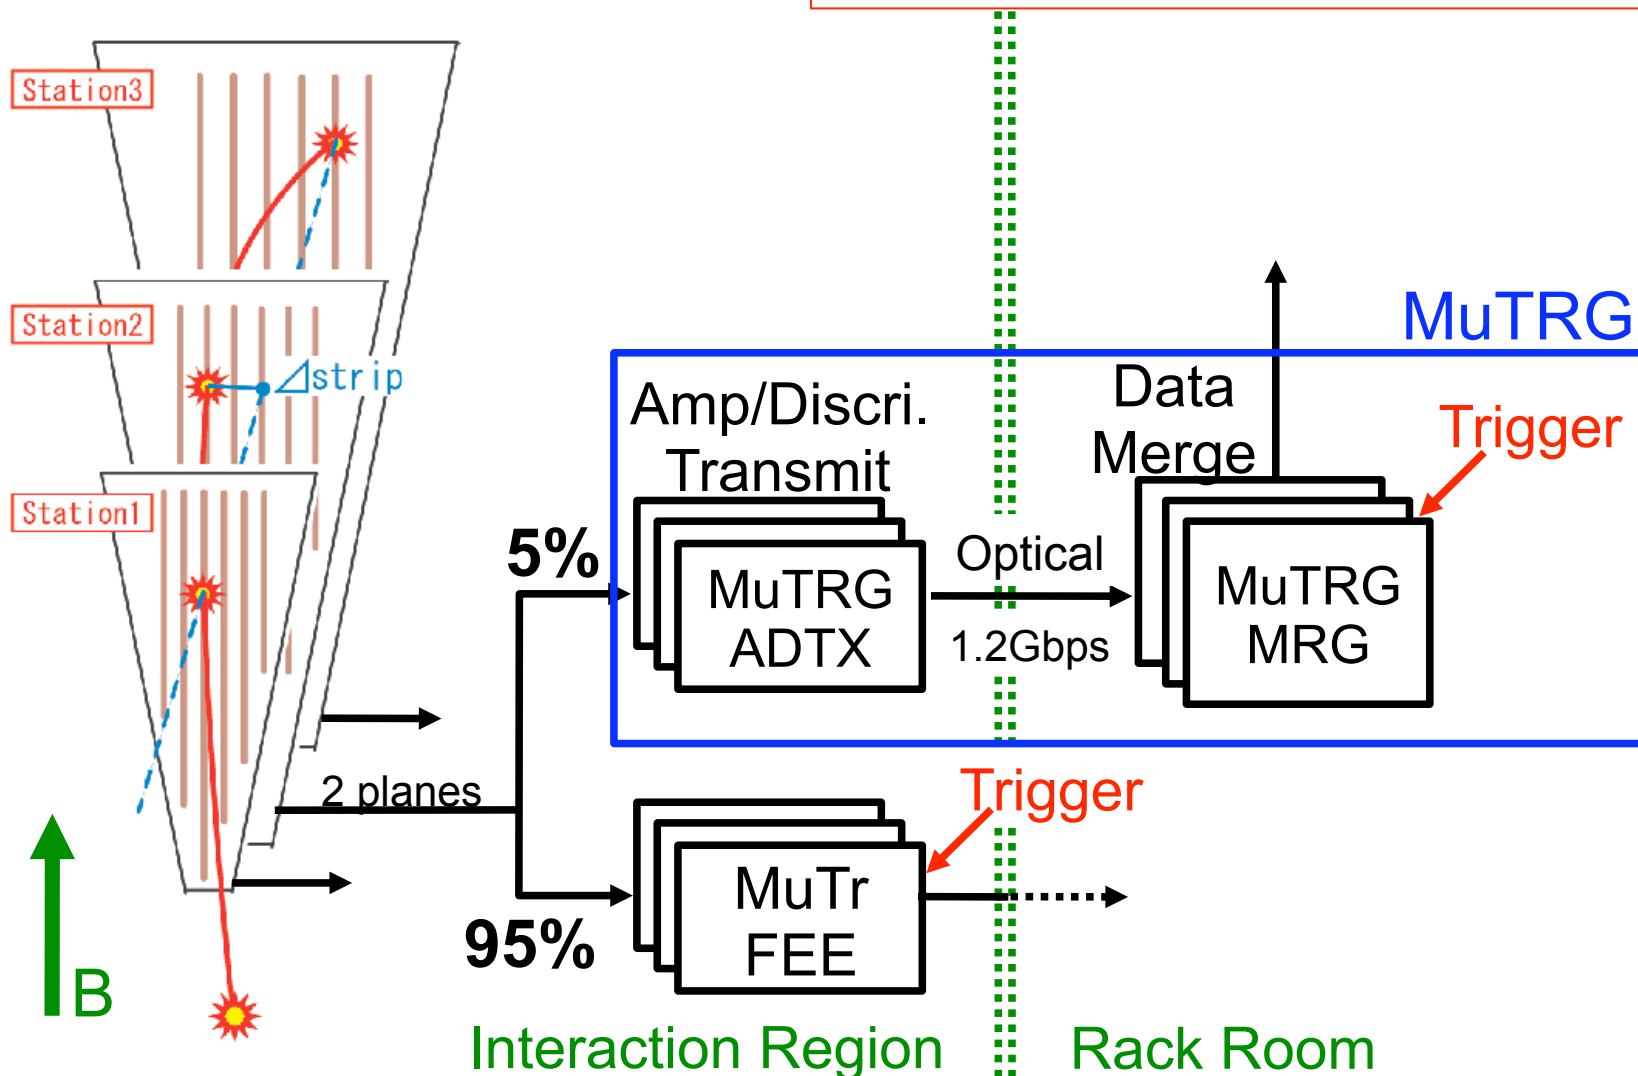 Station3
Station2
⊿strip
Station1
MuTRG
Amp/Discri.
Transmit
Data
Merge
Trigger
5%
MuTRG
ADTX
Optical
1.2Gbps
MuTRG
MRG
2 planes
Trigger
95%
MuTr
FEE
B
Interaction Region
Rack Room